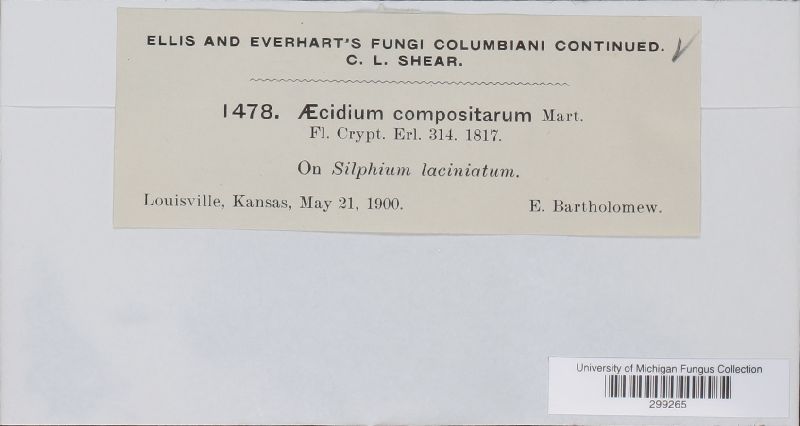 ELLIS AND EVERHART'S FUNGI COLUMBIANI CONTINUED.
C. L. SHEAR.
1478. Æcidium compositarum Mart.
Fl. Crypt. Erl. 314. 1817.
On Silphium laciniatum.
Louisville, Kansas, May 21, 1900. E. Bartholomew.
University of Michigan Fungus Collection
299265